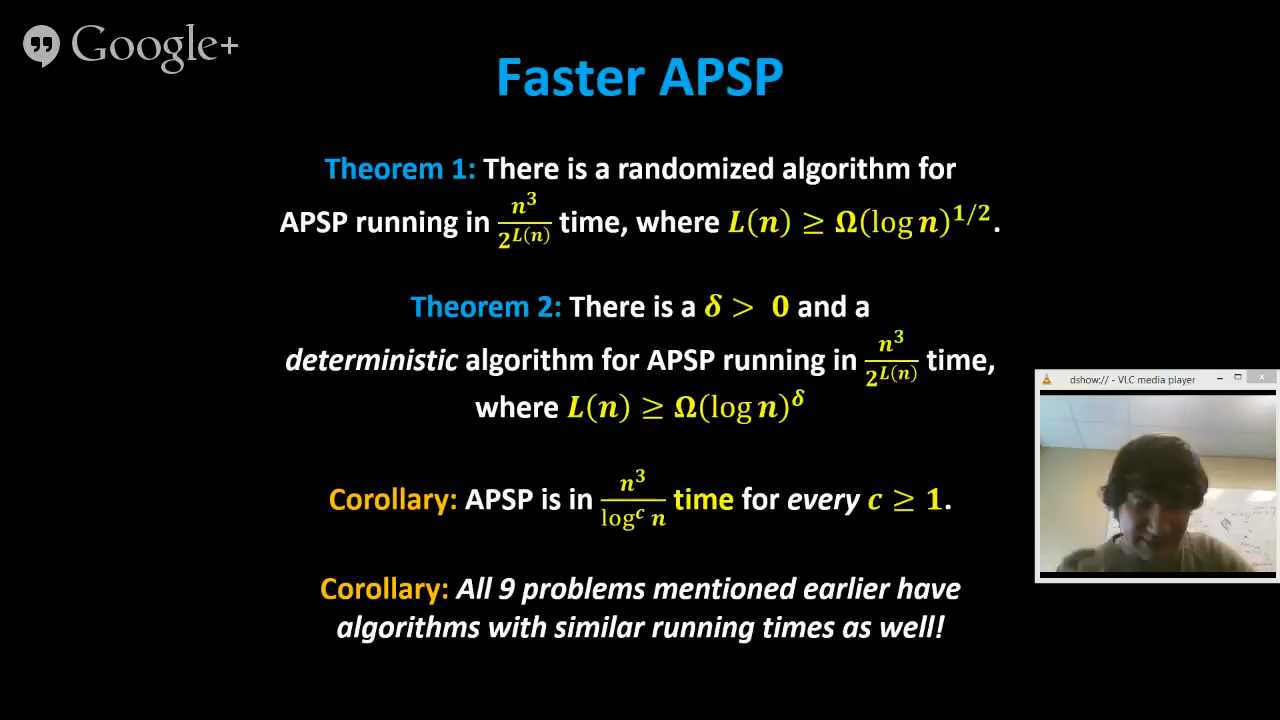 Google+
Faster APSP
Theorem 1: There is a randomized algorithm for
APSP running in n³/2^L(n) time, where L(n) ≥ Ω(log n)^1/2.
Theorem 2: There is a δ > 0 and a
deterministic algorithm for APSP running in n³/2^L(n) time,
where L(n) ≥ Ω(log n)^δ
dshow:// - VLC media player
Corollary: APSP is in n³/log^c n time for every c ≥ 1.
Corollary: All 9 problems mentioned earlier have
algorithms with similar running times as well!